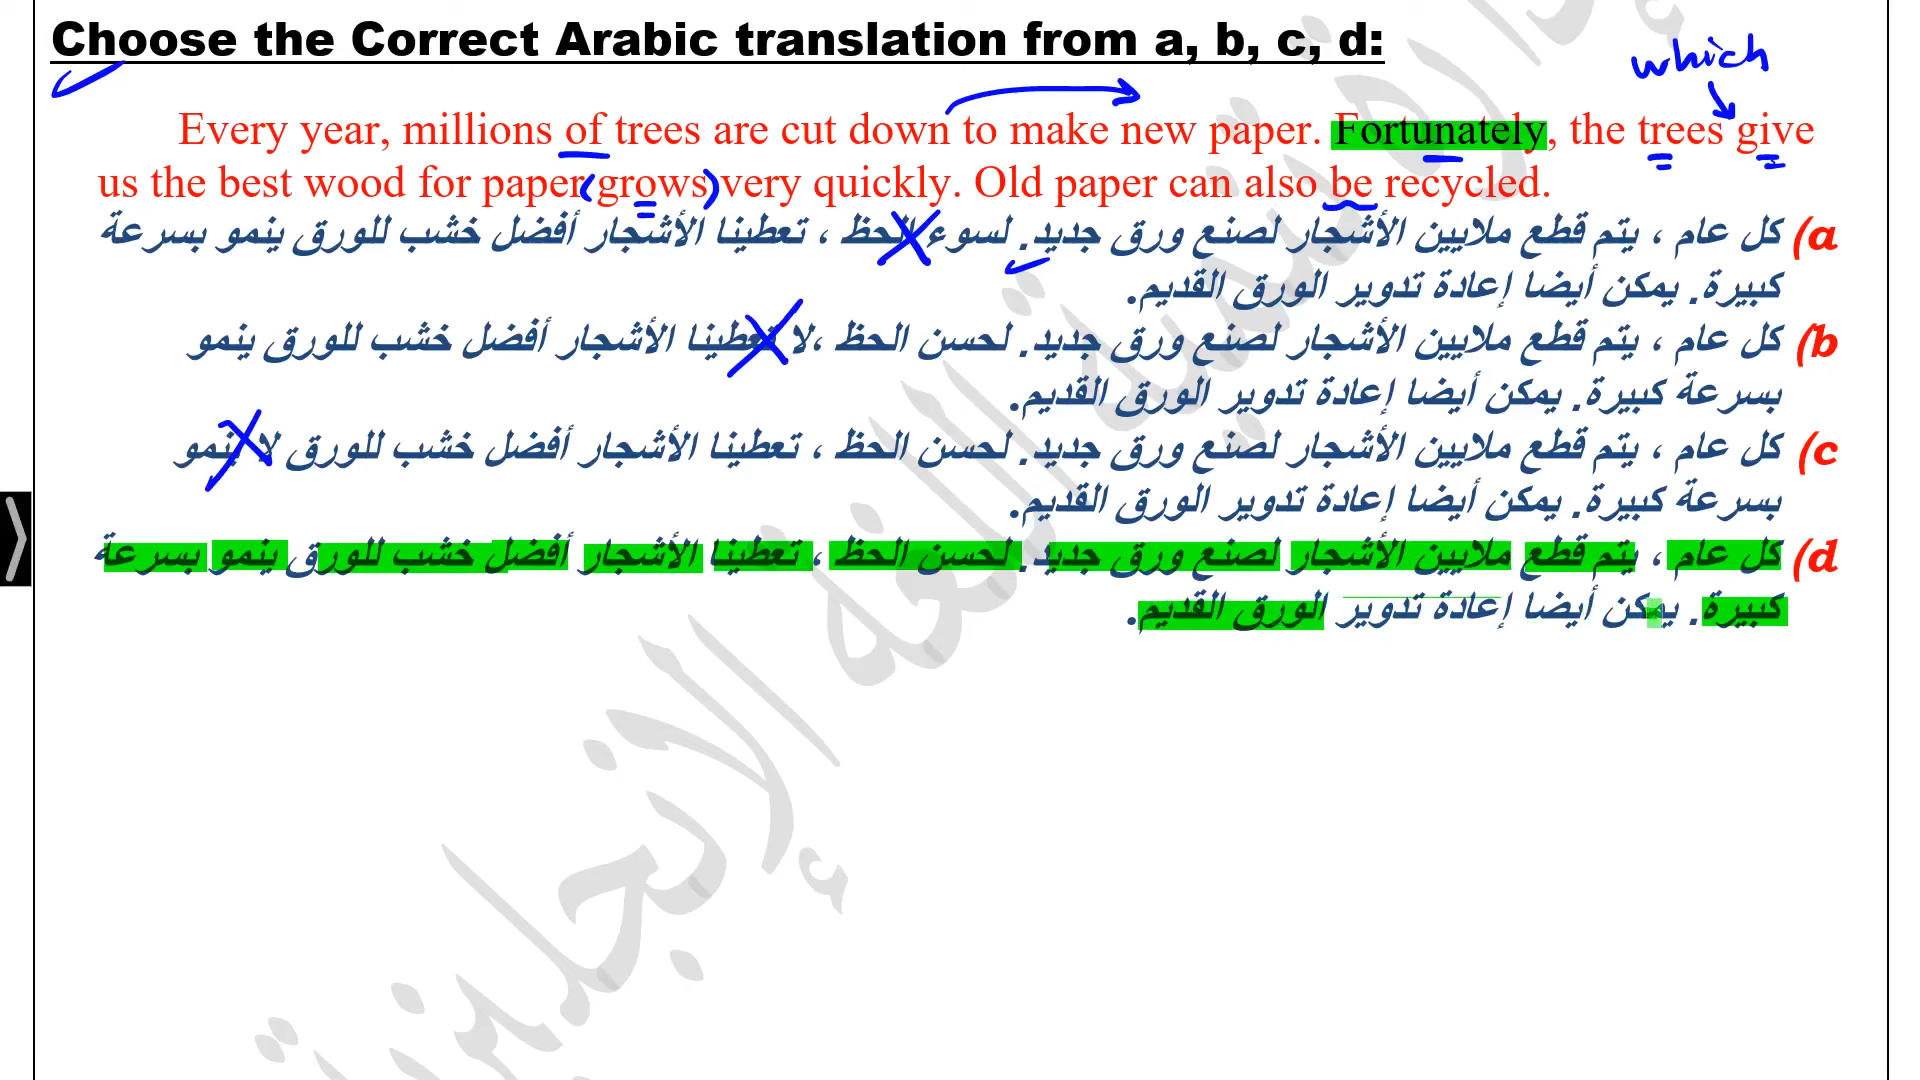 Choose the Correct Arabic translation from a, b, c, d:
which
Every year, millions of trees are cut down to make new paper. Fortunately, the trees give
us the best wood for paper (grows) very quickly. Old paper can also be recycled.
a) كل عام ، يتم قطع ملايين الأشجار لصنع ورق جديد. لسوء الحظ ، تعطينا الأشجار أفضل خشب للورق ينمو بسرعة
كبيرة. يمكن أيضا إعادة تدوير الورق القديم.
b) كل عام ، يتم قطع ملايين الأشجار لصنع ورق جديد. لحسن الحظ ،لا تعطينا الأشجار أفضل خشب للورق ينمو
بسرعة كبيرة. يمكن أيضا إعادة تدوير الورق القديم.
c) كل عام ، يتم قطع ملايين الأشجار لصنع ورق جديد. لحسن الحظ ، تعطينا الأشجار أفضل خشب للورق لا ينمو
بسرعة كبيرة. يمكن أيضا إعادة تدوير الورق القديم.
d) كل عام ، يتم قطع ملايين الأشجار لصنع ورق جديد. لحسن الحظ ، تعطينا الأشجار أفضل خشب للورق ينمو بسرعة
كبيرة. يمكن أيضا إعادة تدوير الورق القديم.
اللغة الإنجليزية